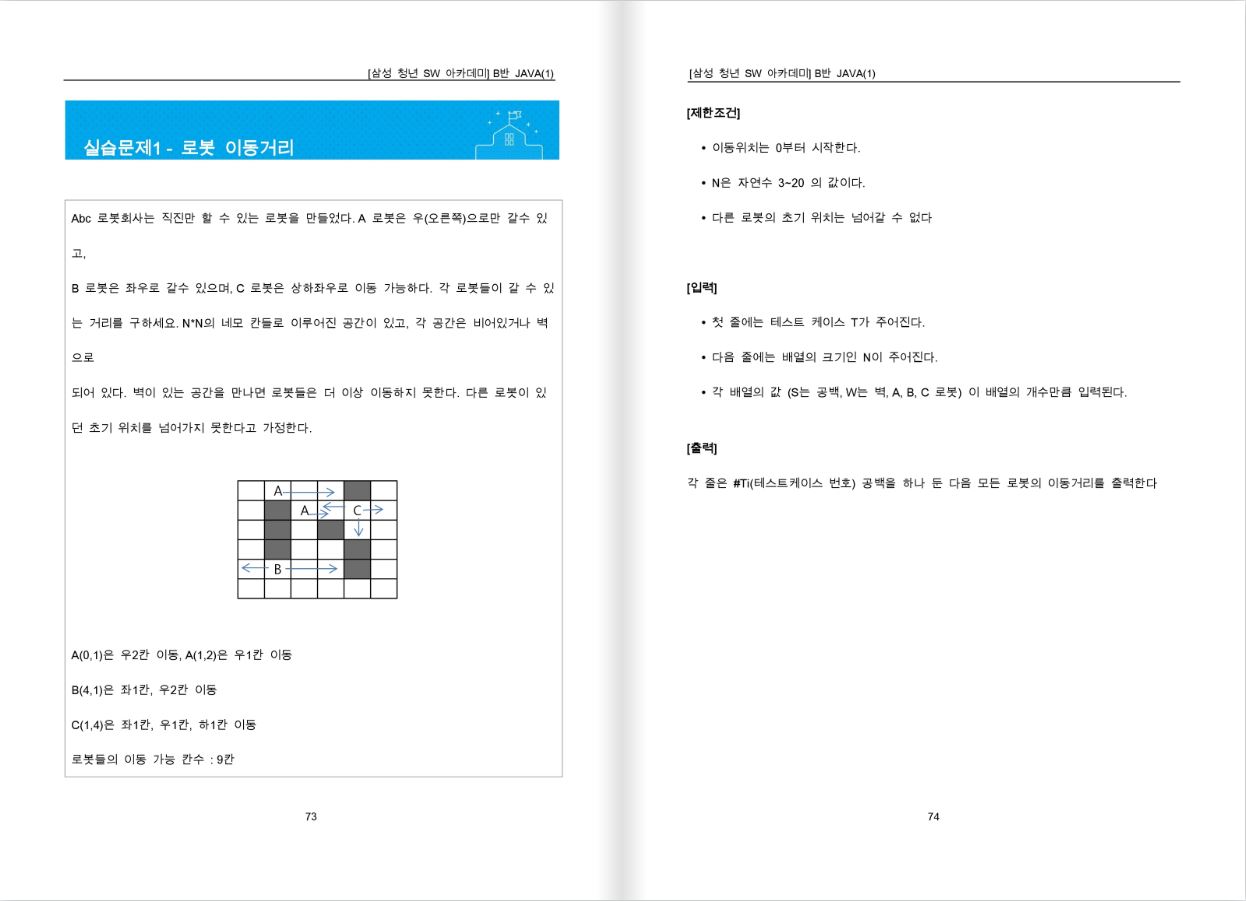 [삼성 청년 SW 아카데미] B반 JAVA(1)
실습문제1 - 로봇 이동거리
Abc 로봇회사는 직진만 할 수 있는 로봇을 만들었다. A 로봇은 우(오른쪽)으로만 갈수 있
고,
B 로봇은 좌우로 갈수 있으며, C 로봇은 상하좌우로 이동 가능하다. 각 로봇들이 갈 수 있
는 거리를 구하세요. N*N의 네모 칸들로 이루어진 공간이 있고, 각 공간은 비어있거나 벽
으로
되어 있다. 벽이 있는 공간을 만나면 로봇들은 더 이상 이동하지 못한다. 다른 로봇이 있
던 초기 위치를 넘어가지 못한다고 가정한다.
A
A C
B
A(0,1)은 우2칸 이동, A(1,2)은 우1칸 이동
B(4,1)은 좌1칸, 우2칸 이동
C(1,4)은 좌1칸, 우1칸, 하1칸 이동
로봇들의 이동 가능 칸수 : 9칸
73
[삼성 청년 SW 아카데미] B반 JAVA(1)
[제한조건]
• 이동위치는 0부터 시작한다.
• N은 자연수 3~20 의 값이다.
• 다른 로봇의 초기 위치는 넘어갈 수 없다
[입력]
• 첫 줄에는 테스트 케이스 T가 주어진다.
• 다음 줄에는 배열의 크기인 N이 주어진다.
• 각 배열의 값 (S는 공백, W는 벽, A, B, C 로봇) 이 배열의 개수만큼 입력된다.
[출력]
각 줄은 #Ti(테스트케이스 번호) 공백을 하나 둔 다음 모든 로봇의 이동거리를 출력한다
74